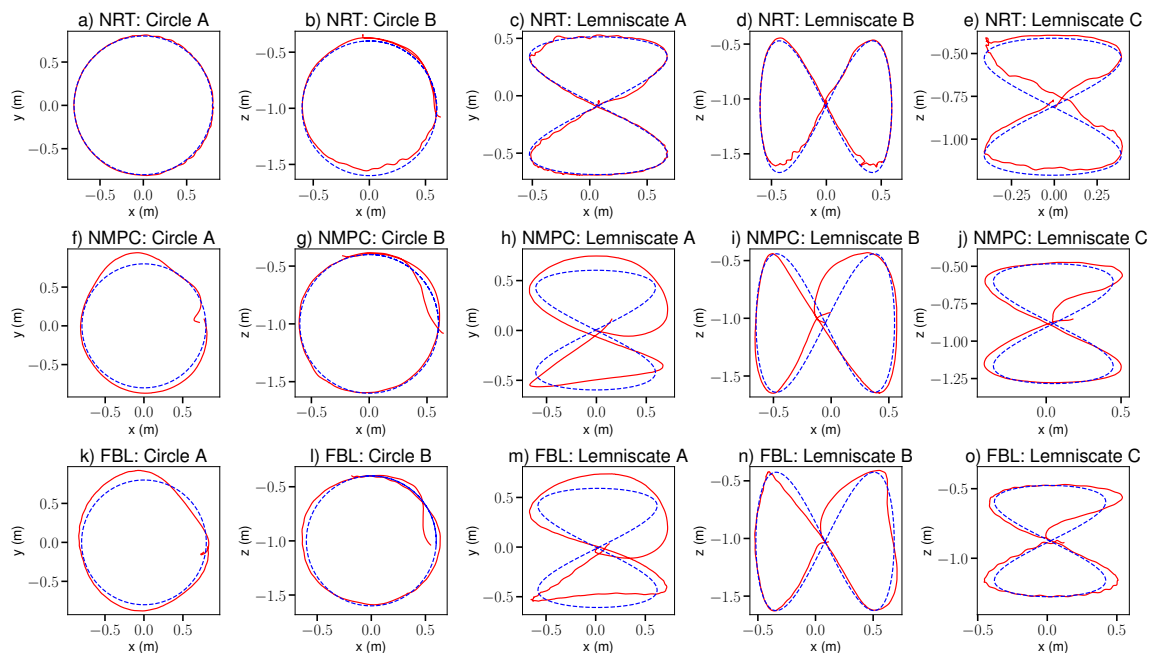 a) NRT: Circle A
b) NRT: Circle B
c) NRT: Lemniscate A
d) NRT: Lemniscate B
e) NRT: Lemniscate C
y (m)
0.5
0.0
−0.5
−0.5 0.0 0.5
x (m)
z (m)
−0.5
−1.0
−1.5
−0.5 0.0 0.5
x (m)
y (m)
0.5
0.0
−0.5
−0.5 0.0 0.5
x (m)
z (m)
−0.5
−1.0
−1.5
−0.5 0.0 0.5
x (m)
z (m)
−0.50
−0.75
−1.00
−0.25 0.00 0.25
x (m)
f) NMPC: Circle A
g) NMPC: Circle B
h) NMPC: Lemniscate A
i) NMPC: Lemniscate B
j) NMPC: Lemniscate C
y (m)
0.5
0.0
−0.5
−0.5 0.0 0.5
x (m)
z (m)
−0.5
−1.0
−1.5
−0.5 0.0 0.5
x (m)
y (m)
0.5
0.0
−0.5
−0.5 0.0 0.5
x (m)
z (m)
−0.5
−1.0
−1.5
−0.5 0.0 0.5
x (m)
z (m)
−0.50
−0.75
−1.00
−1.25
0.0 0.5
x (m)
k) FBL: Circle A
l) FBL: Circle B
m) FBL: Lemniscate A
n) FBL: Lemniscate B
o) FBL: Lemniscate C
y (m)
0.5
0.0
−0.5
−0.5 0.0 0.5
x (m)
z (m)
−0.5
−1.0
−1.5
−0.5 0.0 0.5
x (m)
y (m)
0.5
0.0
−0.5
−0.5 0.0 0.5
x (m)
z (m)
−0.5
−1.0
−1.5
−0.5 0.0 0.5
x (m)
z (m)
−0.5
−1.0
−0.5 0.0 0.5
x (m)